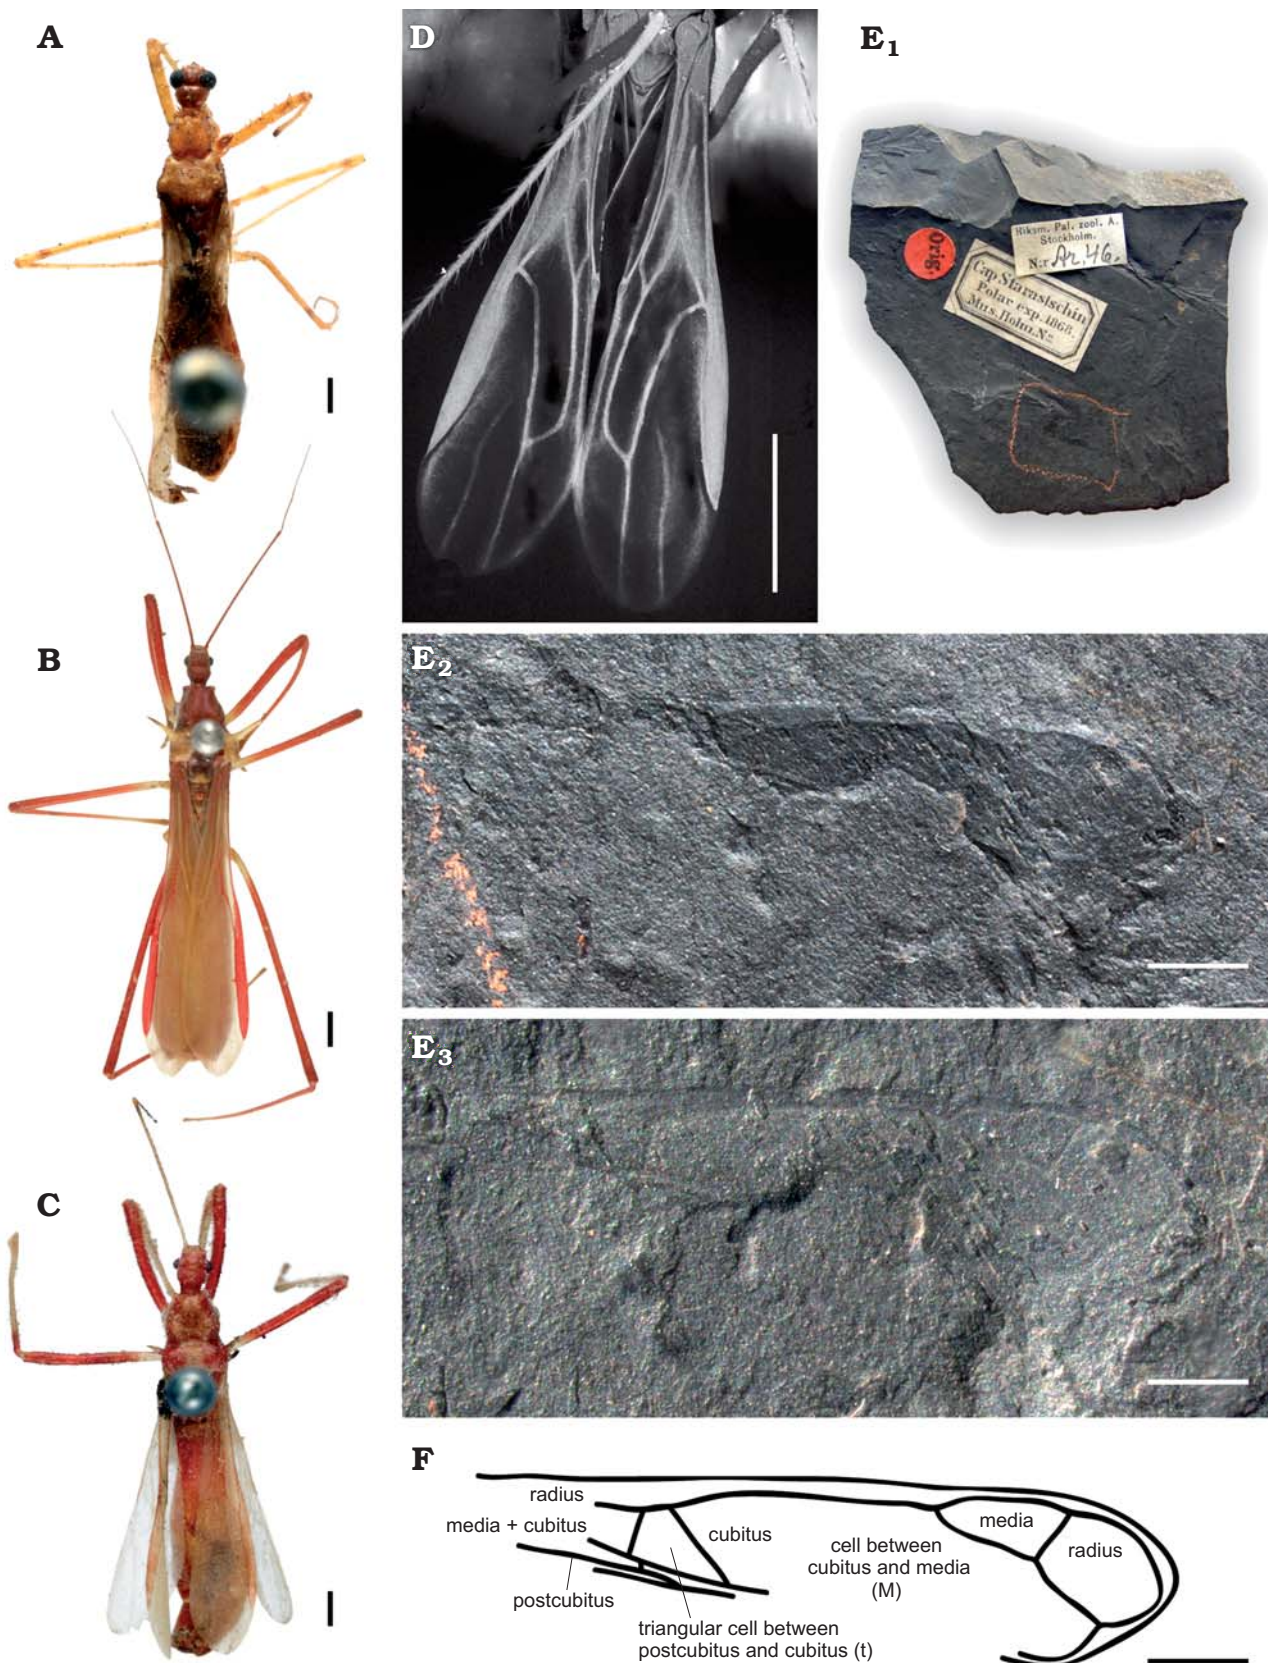 A
D
E1
Orig.
Riksm. Pal. zool. A.
Stockholm.
N:r Ar. 46.
Cap Starastschin
Polar exp. 1868.
Mus. Holm. No
B
E2
E3
C
F
radius
media + cubitus
cubitus
postcubitus
triangular cell between
postcubitus and cubitus (t)
cell between
cubitus and media
(M)
media
radius